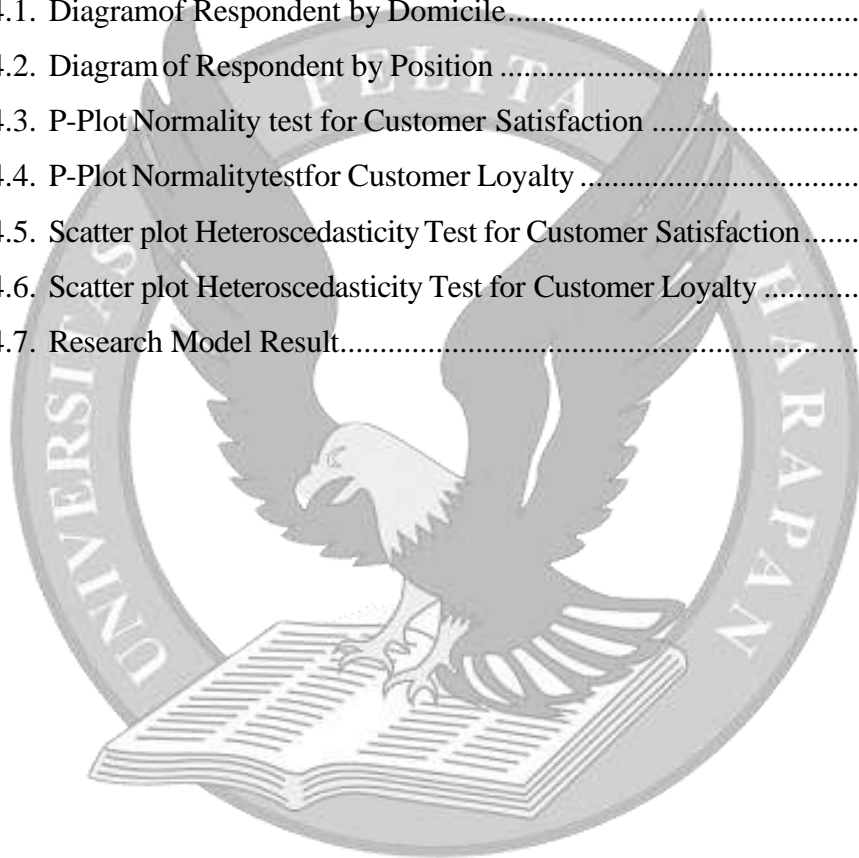 4.1. Diagramof Respondent by Domicile........................................
4.2. Diagram of Respondent by Position ........................................
4.3. P-Plot Normality test for Customer Satisfaction .........................
4.4. P-Plot Normalitytestfor Customer Loyalty ...............................
4.5. Scatter plot Heteroscedasticity Test for Customer Satisfaction.......
4.6. Scatter plot Heteroscedasticity Test for Customer Loyalty ............
4.7. Research Model Result.....................................................
UNIVERSITAS PELITA HARAPAN